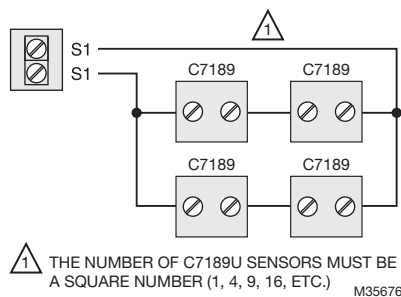 1
S1
S1
C7189 C7189
C7189 C7189
1 THE NUMBER OF C7189U SENSORS MUST BE
A SQUARE NUMBER (1, 4, 9, 16, ETC.)
M35676